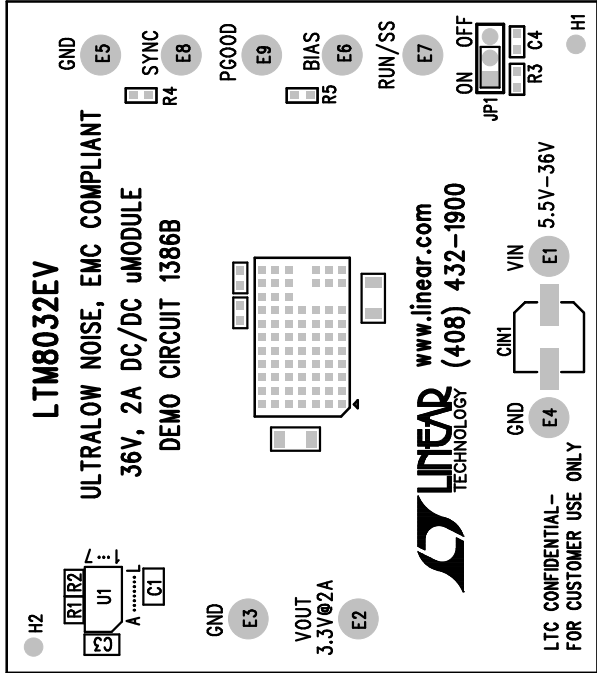 LTM8032EV
ULTRALOW NOISE, EMC COMPLIANT
36V, 2A DC/DC uMODULE
DEMO CIRCUIT 1386B
GND
E5
SYNC
E8
PGOOD
E9
BIAS
E6
RUN/SS
E7
R4
R5
ON OFF
JP1
R3
C4
H1
H2
R1
R2
U1
1···7
A········L
C3
C1
GND
E3
VOUT
3.3V@2A
E2
LINEAR
TECHNOLOGY
www.linear.com
(408) 432-1900
GND
E4
CIN1
VIN
E1
5.5V-36V
LTC CONFIDENTIAL-
FOR CUSTOMER USE ONLY